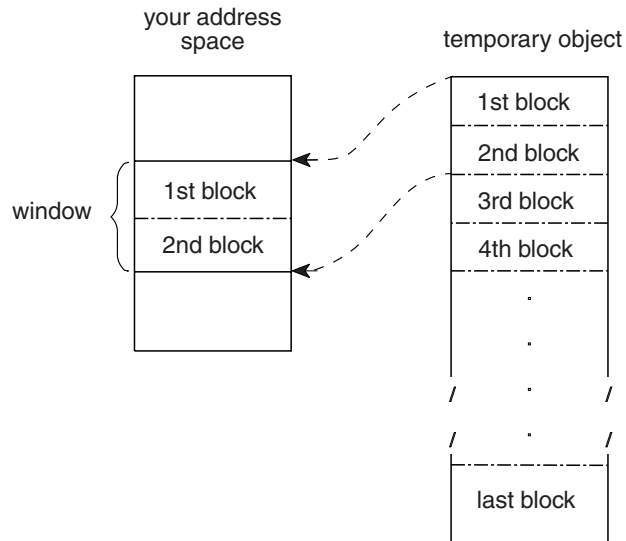 your address
space
temporary object
1st block
2nd block
window
1st block
2nd block
3rd block
4th block
last block